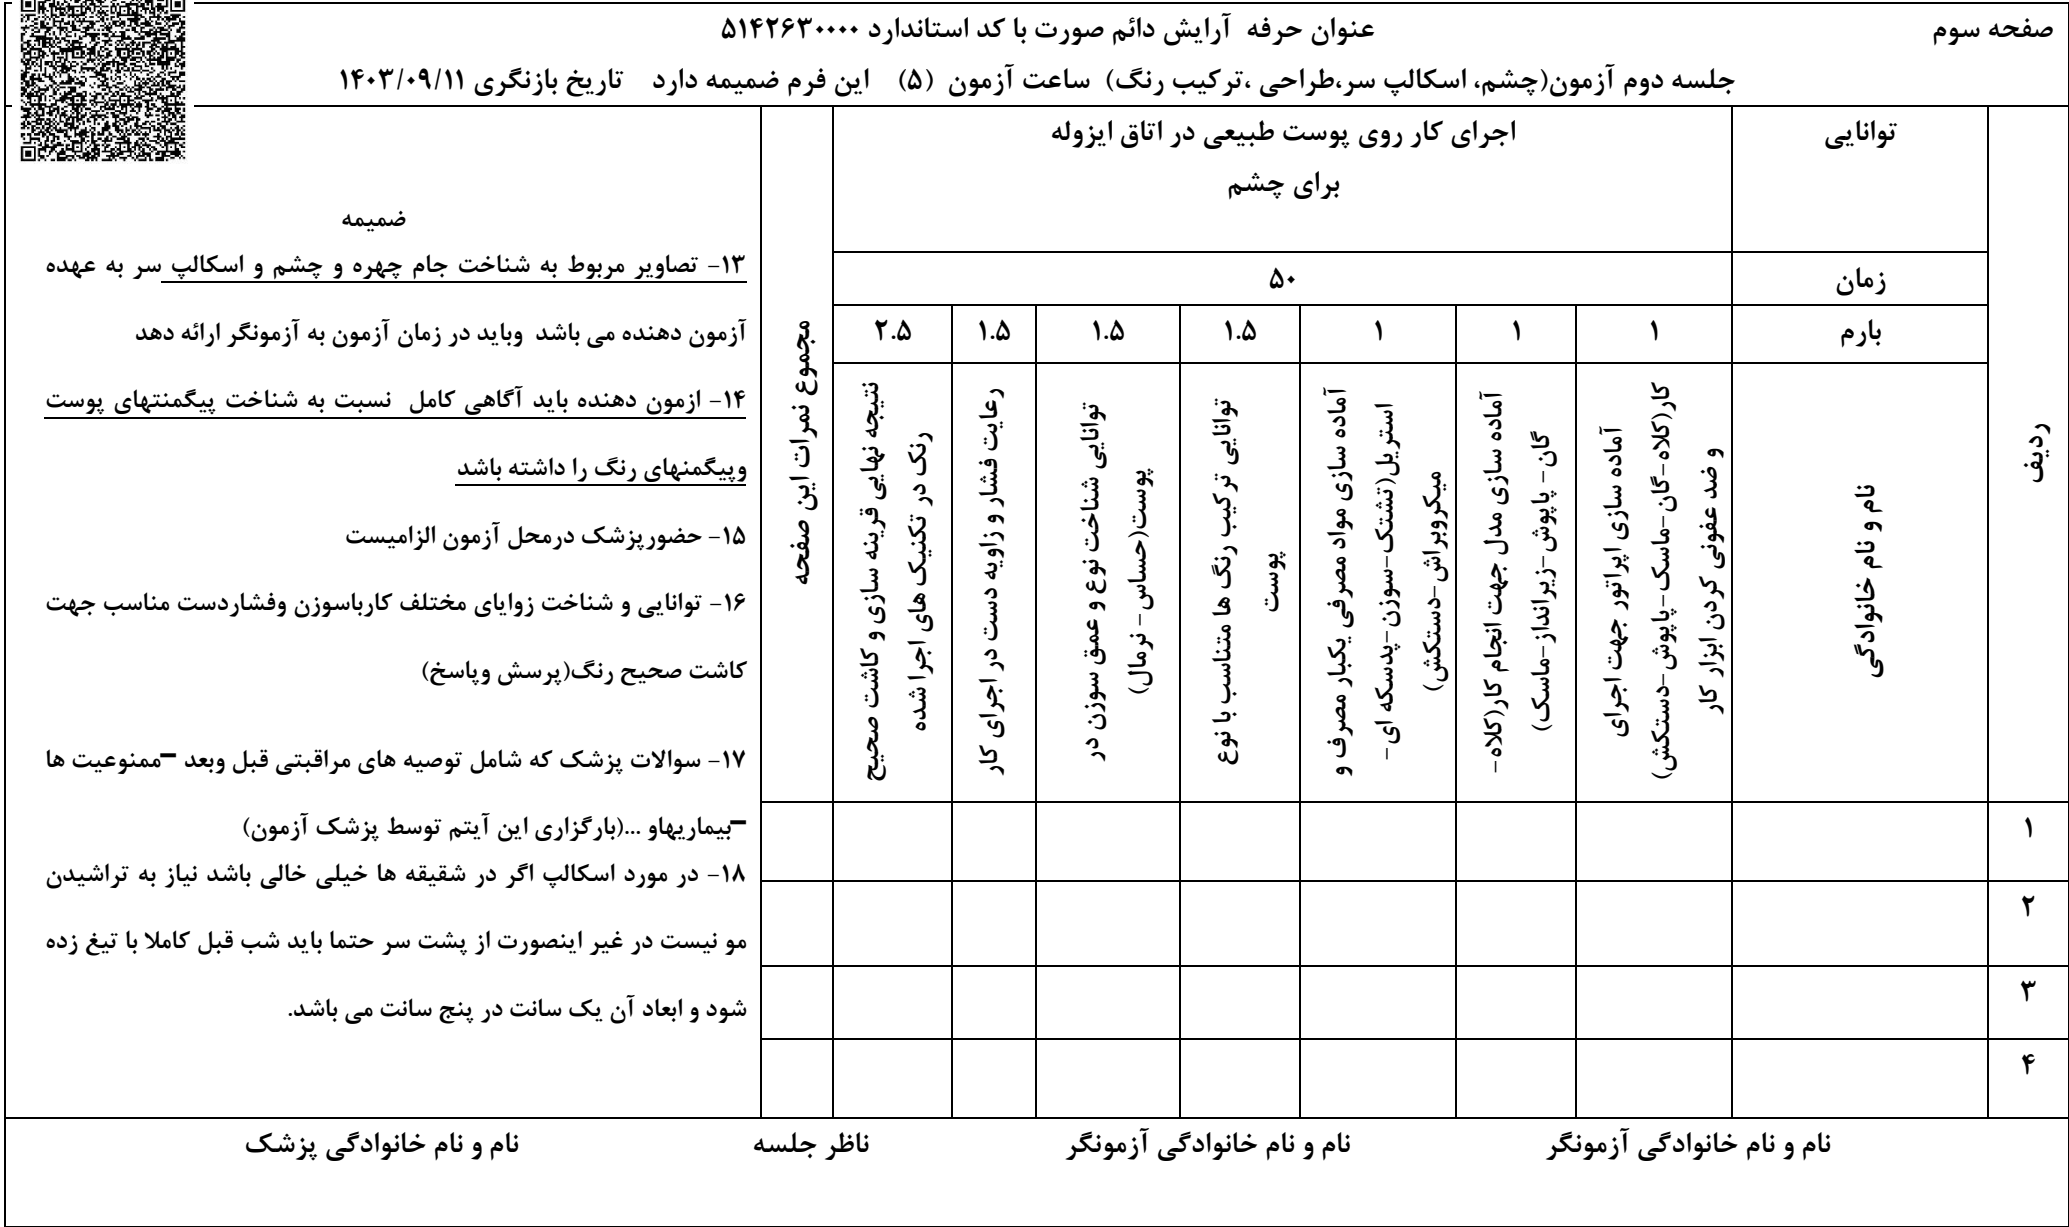 صفحه سوم
عنوان حرفه آرایش دائم صورت با کد استاندارد ۵۱۴۲۶۳۰۰۰۰
جلسه دوم آزمون(چشم، اسکالپ سر،طراحی ،ترکیب رنگ) ساعت آزمون (۵) این فرم ضمیمه دارد تاریخ بازنگری ۱۴۰۳/۰۹/۱۱
ردیف
توانایی
اجرای کار روی پوست طبیعی در اتاق ایزوله
برای چشم
زمان
۵۰
بارم
۱
۱
۱
۱.۵
۱.۵
۱.۵
۲.۵
نام و نام خانوادگی
آماده سازی اپراتور جهت اجرای
کار(کلاه-گان-ماسک-پاپوش-دستکش)
و ضد عفونی کردن ابزار کار
آماده سازی مدل جهت انجام کار(کلاه-
گان- پاپوش-زیرانداز-ماسک)
آماده سازی مواد مصرفی یکبار مصرف و
استریل(تشتک-سوزن-پدسکه ای-
میکروبراش-دستکش)
توانایی ترکیب رنگ ها متناسب با نوع
پوست
توانایی شناخت نوع و عمق سوزن در
پوست(حساس- نرمال)
رعایت فشار و زاویه دست در اجرای کار
نتیجه نهایی قرینه سازی و کاشت صحیح
رنک در تکنیک های اجرا شده
مجموع نمرات این صفحه
۱
۲
۳
۴
ضمیمه
۱۳- تصاویر مربوط به شناخت جام چهره و چشم و اسکالپ سر به عهده
آزمون دهنده می باشد وباید در زمان آزمون به آزمونگر ارائه دهد
۱۴- ازمون دهنده باید آگاهی کامل نسبت به شناخت پیگمنتهای پوست
وپیگمنهای رنگ را داشته باشد
۱۵- حضورپزشک درمحل آزمون الزامیست
۱۶- توانایی و شناخت زوایای مختلف کارباسوزن وفشاردست مناسب جهت
کاشت صحیح رنگ(پرسش وپاسخ)
۱۷- سوالات پزشک که شامل توصیه های مراقبتی قبل وبعد –ممنوعیت ها
–بیماریهاو ...(بارگزاری این آیتم توسط پزشک آزمون)
۱۸- در مورد اسکالپ اگر در شقیقه ها خیلی خالی باشد نیاز به تراشیدن
مو نیست در غیر اینصورت از پشت سر حتما باید شب قبل کاملا با تیغ زده
شود و ابعاد آن یک سانت در پنج سانت می باشد.
نام و نام خانوادگی آزمونگر
نام و نام خانوادگی آزمونگر
ناظر جلسه
نام و نام خانوادگی پزشک